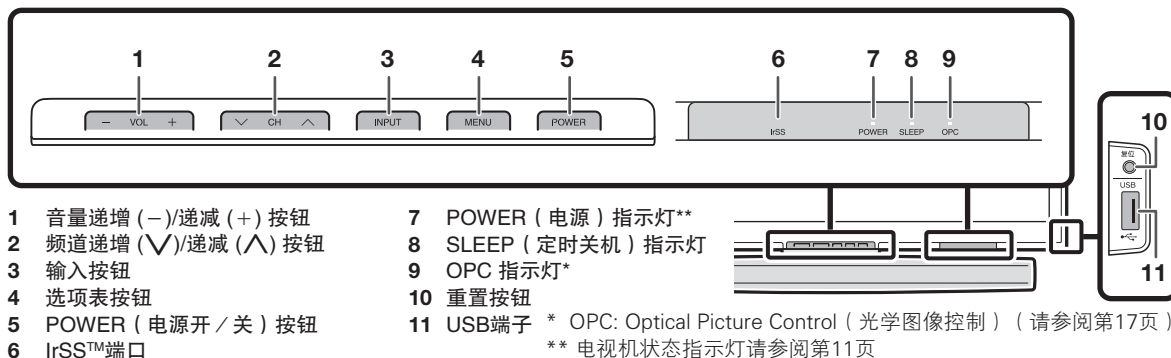 1 2 3 4 5 6 7 8 9
− VOL + ∨ CH ∧ INPUT MENU POWER
IrSS POWER SLEEP OPC
10
复位
USB
11
1 音量递增 (−)/递减 (+) 按钮
2 频道递增 (∨)/递减 (∧) 按钮
3 输入按钮
4 选项表按钮
5 POWER(电源开/关)按钮
6 IrSS™端口
7 POWER(电源)指示灯**
8 SLEEP(定时关机)指示灯
9 OPC 指示灯*
10 重置按钮
11 USB端子
* OPC: Optical Picture Control(光学图像控制)(请参阅第17页)
** 电视机状态指示灯请参阅第11页